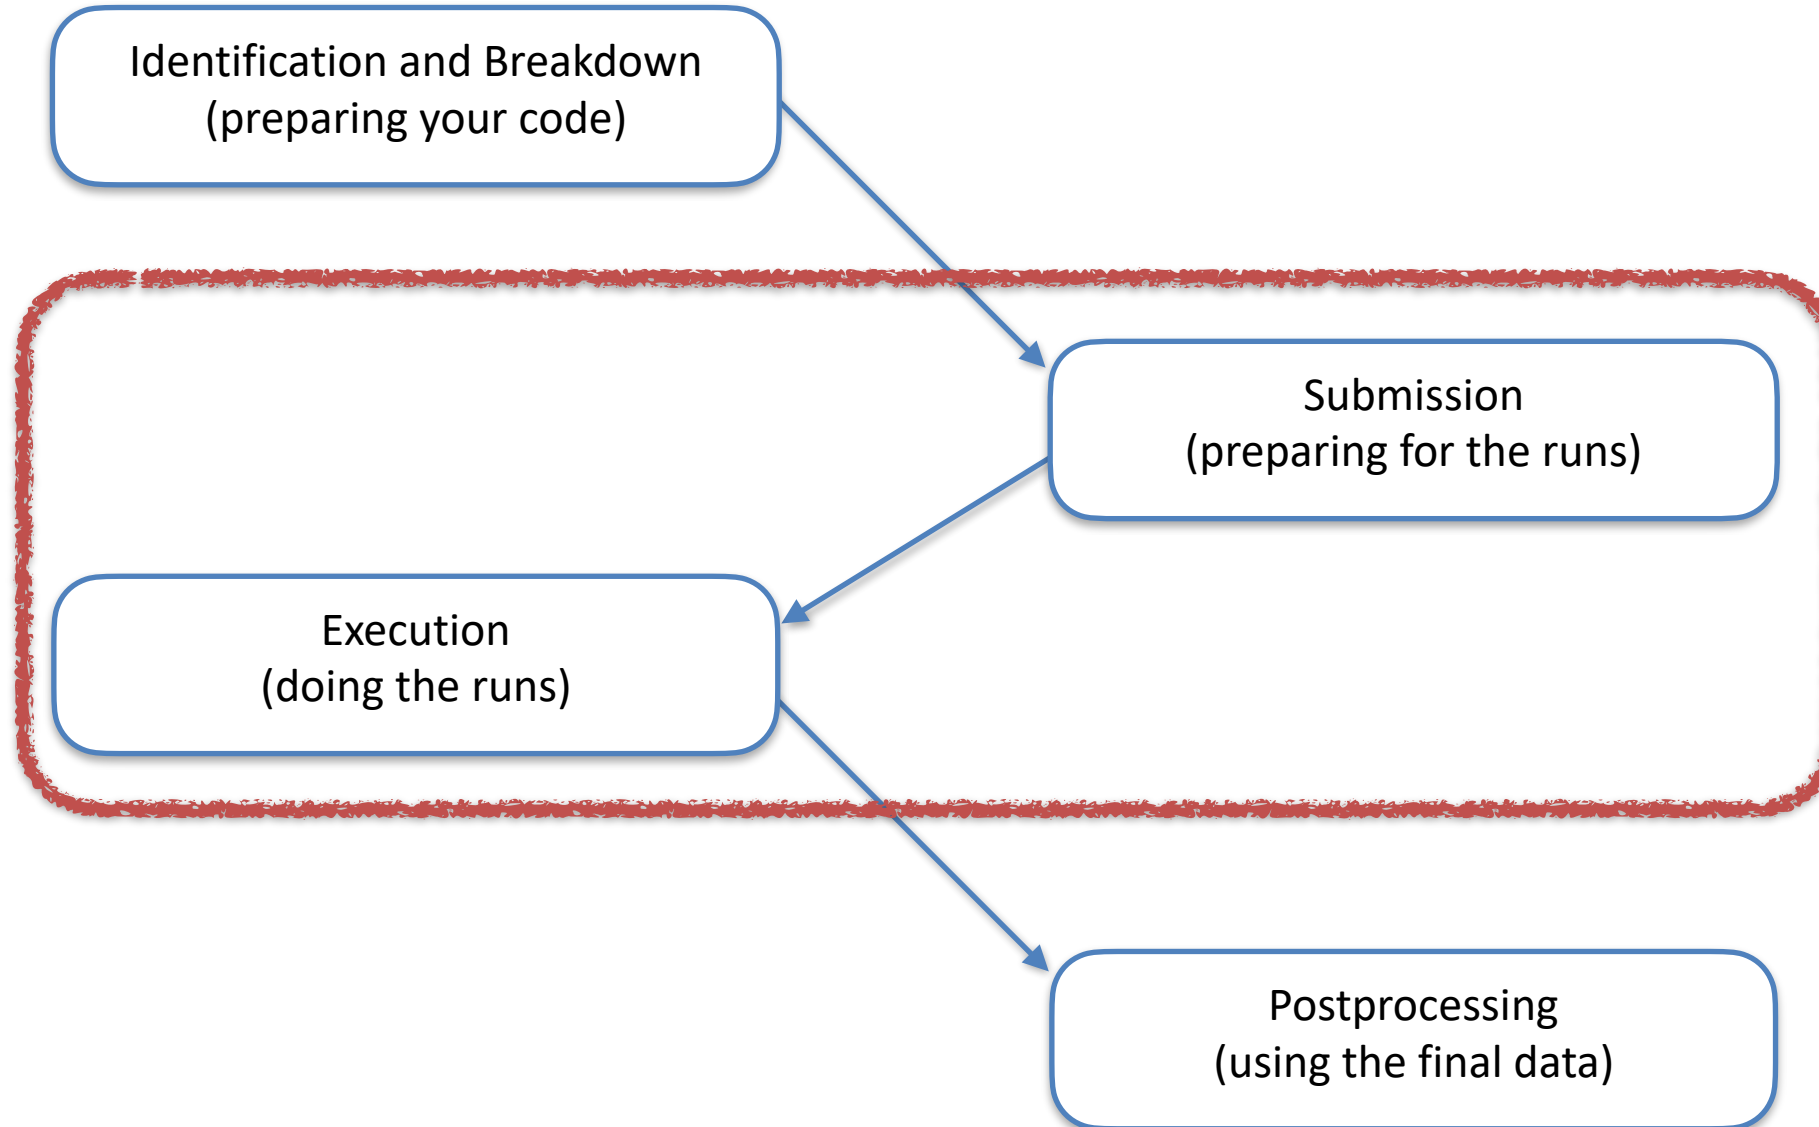 Identification and Breakdown
(preparing your code)
Submission
(preparing for the runs)
Execution
(doing the runs)
Postprocessing
(using the final data)